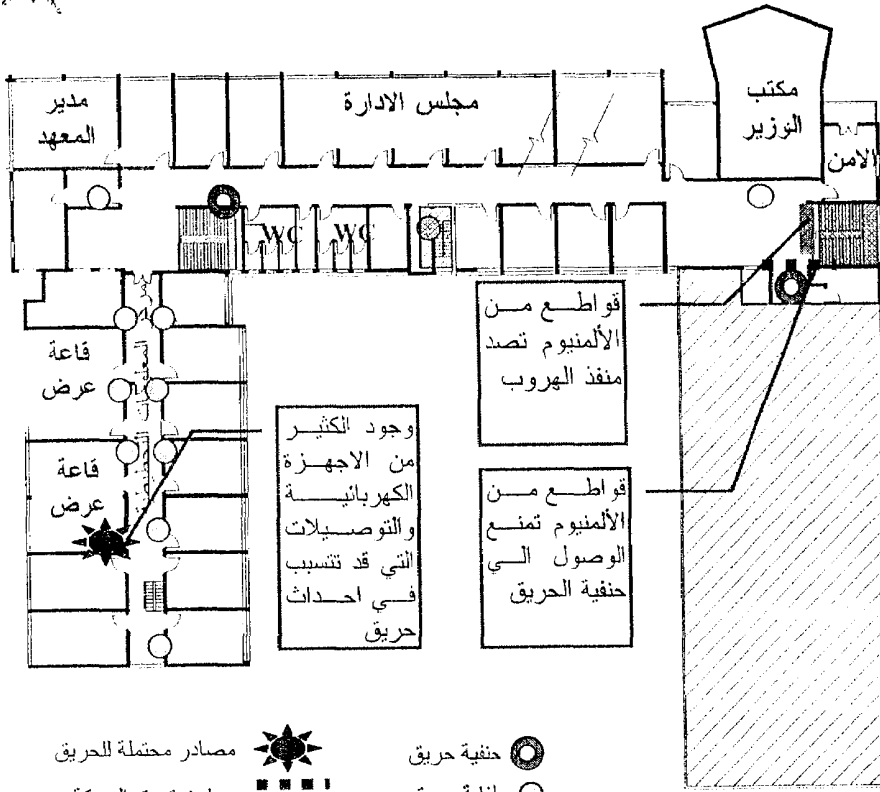 مدير
المعهد
مجلس الادارة
مكتب
الوزير
الامن
WC WC
قواطع من
الألمنيوم تصد
منفذ الهروب
قاعة
عرض
وجود الكثير
من الاجهزة
الكهربائية
والتوصيلات
التي قد تتسبب
في احداث
حريق
قاعة
عرض
قواطع من
الألمنيوم تمنع
الوصول الي
حنفية الحريق
حنفية حريق
مصادر محتملة للحريق